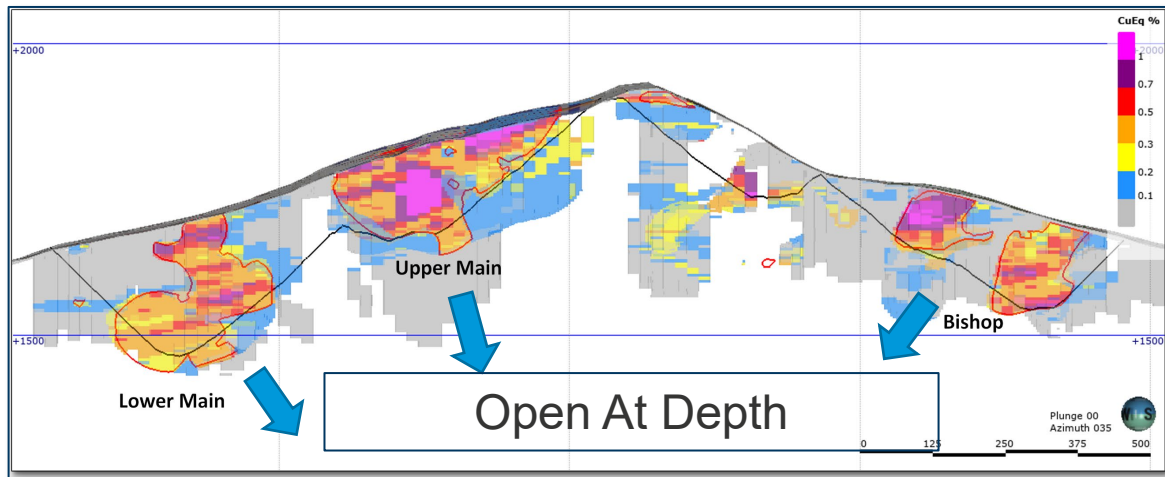 CuEq %
+2000
+2000
1
0.7
0.5
0.3
0.2
0.1
Upper Main
Bishop
+1500
+1500
Lower Main
Open At Depth
Plunge 00
Azimuth 035
0 125 250 375 500